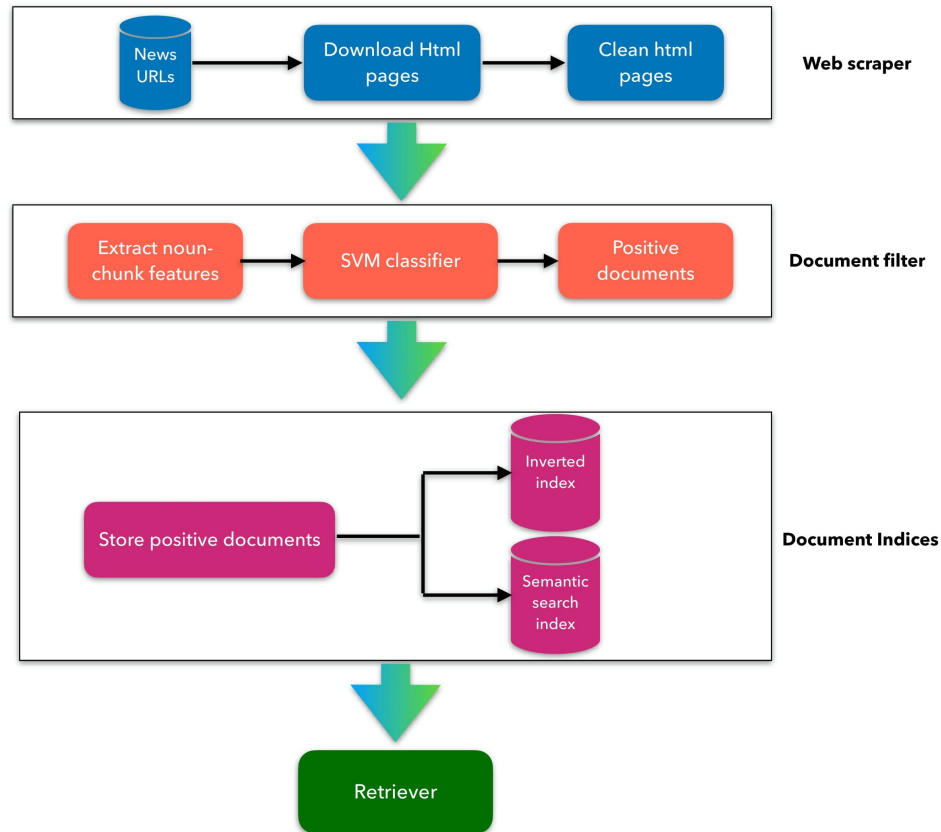 News
URLs
Download Html
pages
Clean html
pages
Web scraper
Extract noun-
chunk features
SVM classifier
Positive
documents
Document filter
Store positive documents
Inverted
index
Semantic
search
index
Document Indices
Retriever